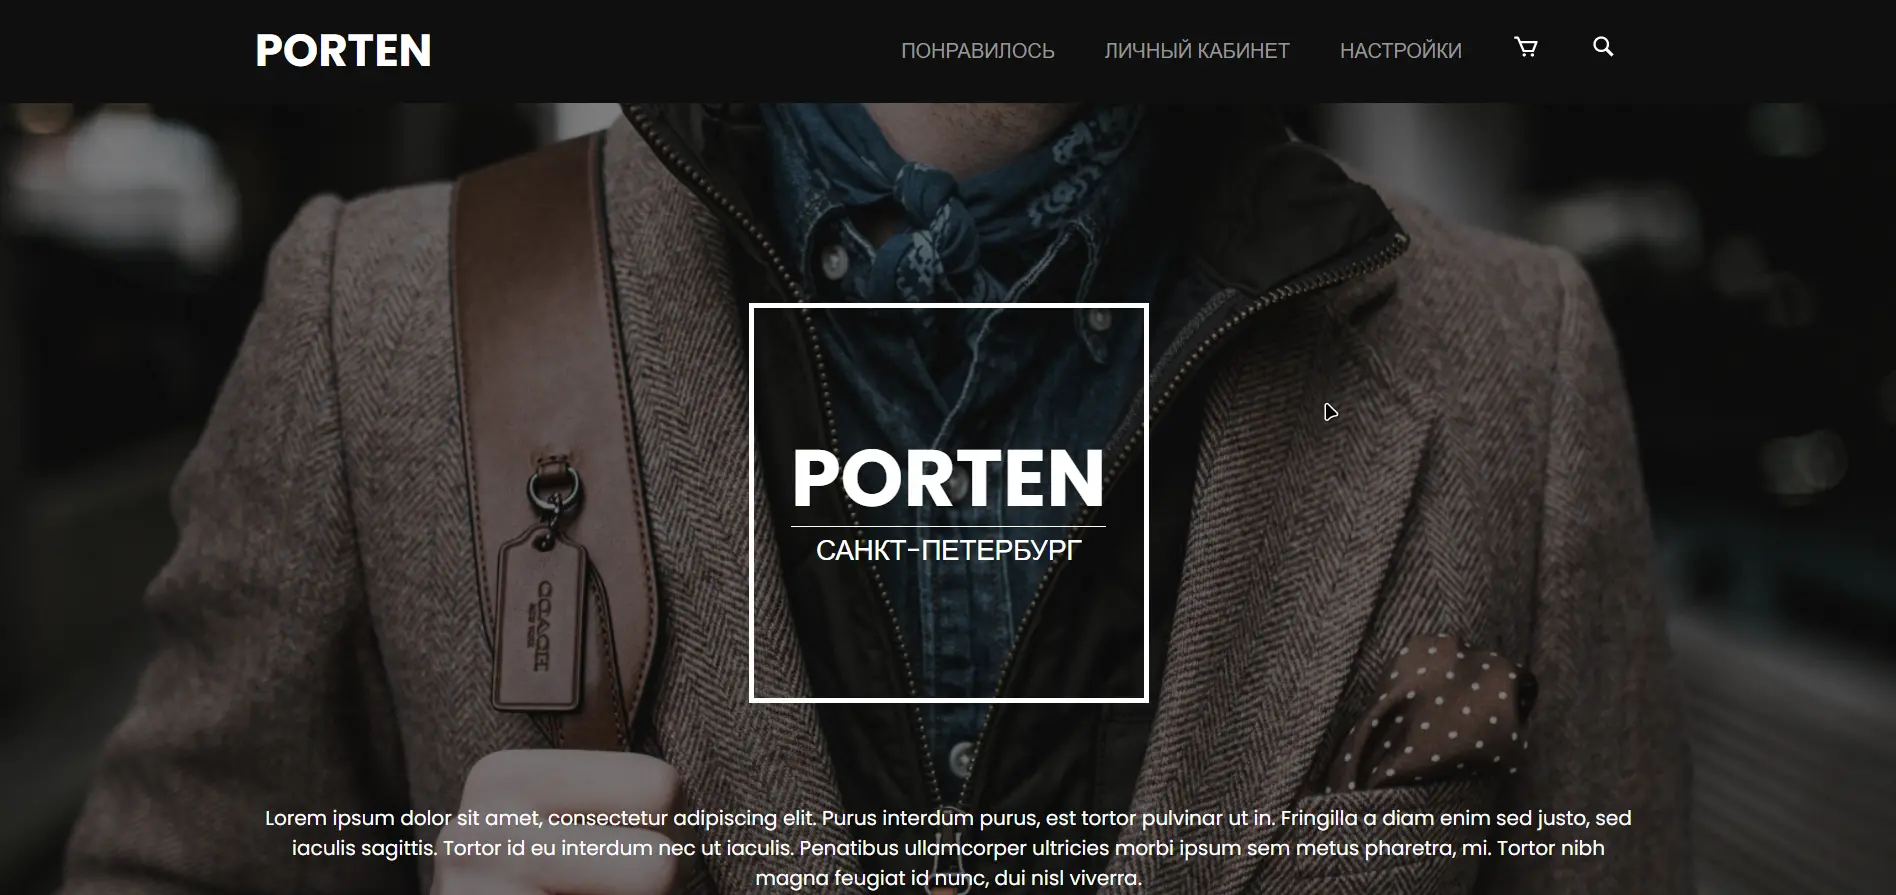 PORTEN
ПОНРАВИЛОСЬ
ЛИЧНЫЙ КАБИНЕТ
НАСТРОЙКИ
PORTEN
САНКТ-ПЕТЕРБУРГ
COACH
Lorem ipsum dolor sit amet, consectetur adipiscing elit. Purus interdum purus, est tortor pulvinar ut in. Fringilla a diam enim sed justo, sed
iaculis sagittis. Tortor id eu interdum nec ut iaculis. Penatibus ullamcorper ultricies morbi ipsum sem metus pharetra, mi. Tortor nibh
magna feugiat id nunc, dui nisl viverra.